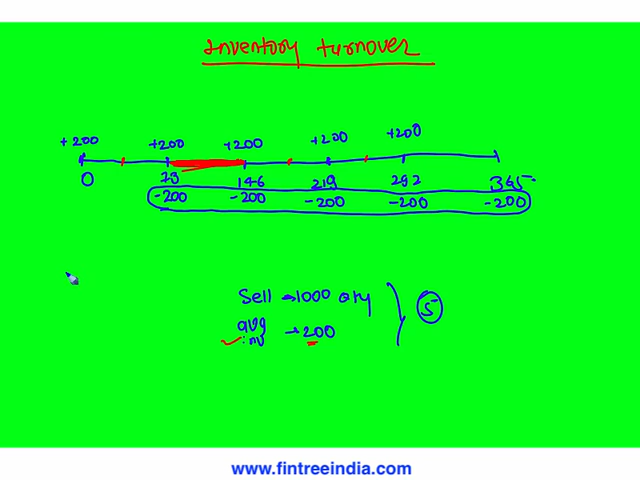 Inventory turnover
+200 +200 +200 +200 +200
0 73 146 219 292 365
-200 -200 -200 -200 -200
Sell → 1000 Qty
avg inv → 200
5
www.fintreeindia.com